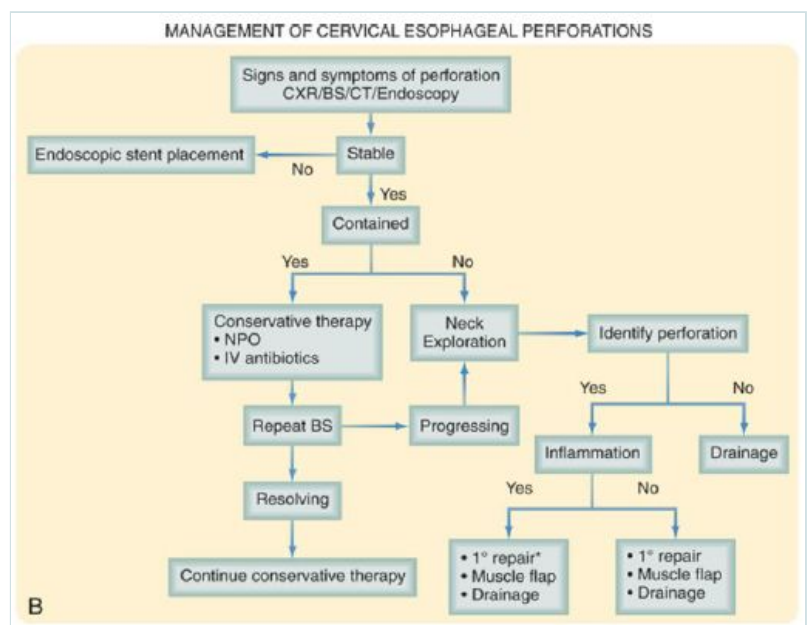 MANAGEMENT OF CERVICAL ESOPHAGEAL PERFORATIONS
Signs and symptoms of perforation
CXR/BS/CT/Endoscopy
Endoscopic stent placement
No
Stable
Yes
Contained
Yes
No
Conservative therapy
• NPO
• IV antibiotics
Neck
Exploration
Identify perforation
Repeat BS
Progressing
Yes
No
Inflammation
Drainage
Resolving
Yes
No
Continue conservative therapy
• 1° repair*
• Muscle flap
• Drainage
• 1° repair
• Muscle flap
• Drainage
B